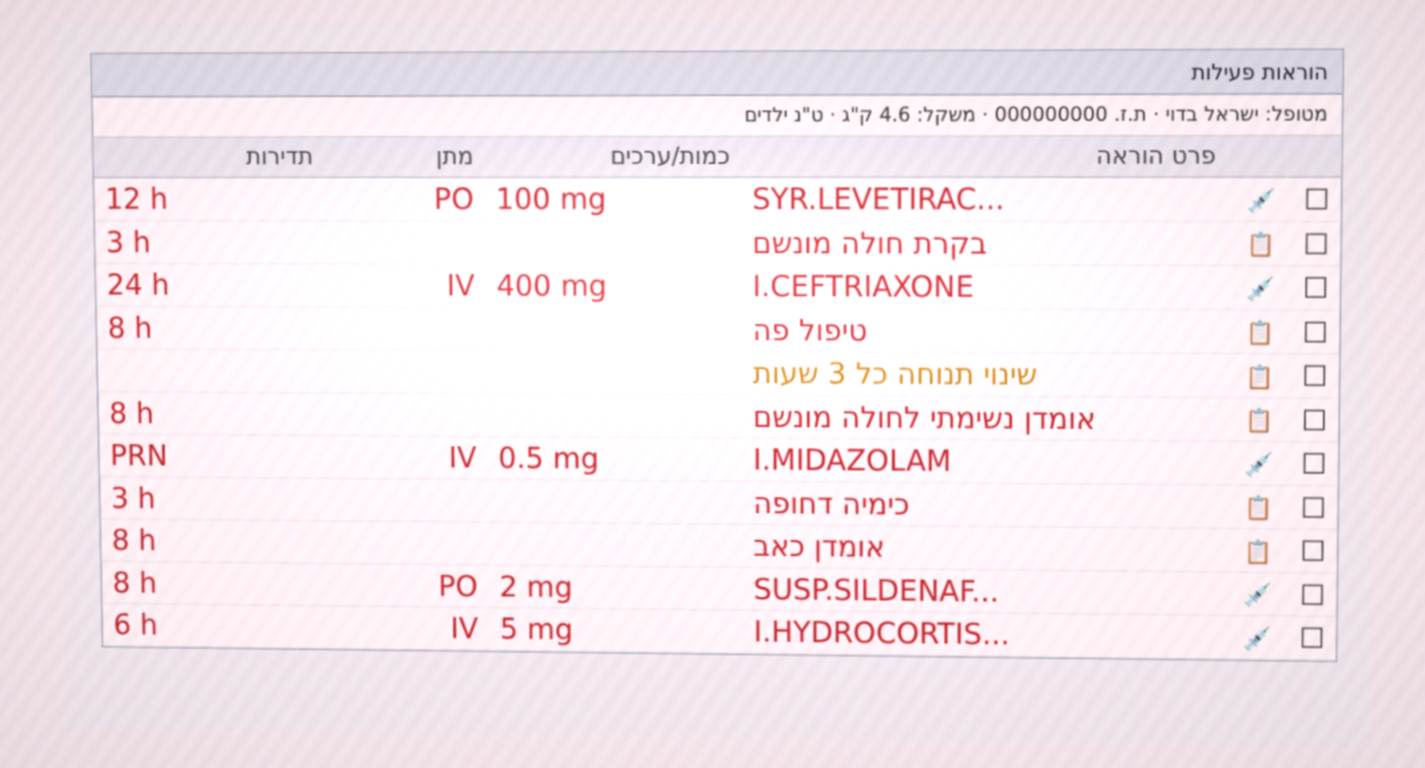 הוראות פעילות
מטופל: ישראל בדוי · ת.ז. 000000000 · משקל: 4.6 ק"ג · ט"נ ילדים
פרט הוראה כמות/ערכים מתן תדירות
SYR.LEVETIRAC... 100 mg PO 12 h
בקרת חולה מונשם 3 h
I.CEFTRIAXONE 400 mg IV 24 h
טיפול פה 8 h
שינוי תנוחה כל 3 שעות
אומדן נשימתי לחולה מונשם 8 h
I.MIDAZOLAM 0.5 mg IV PRN
כימיה דחופה 3 h
אומדן כאב 8 h
SUSP.SILDENAF... 2 mg PO 8 h
I.HYDROCORTIS... 5 mg IV 6 h